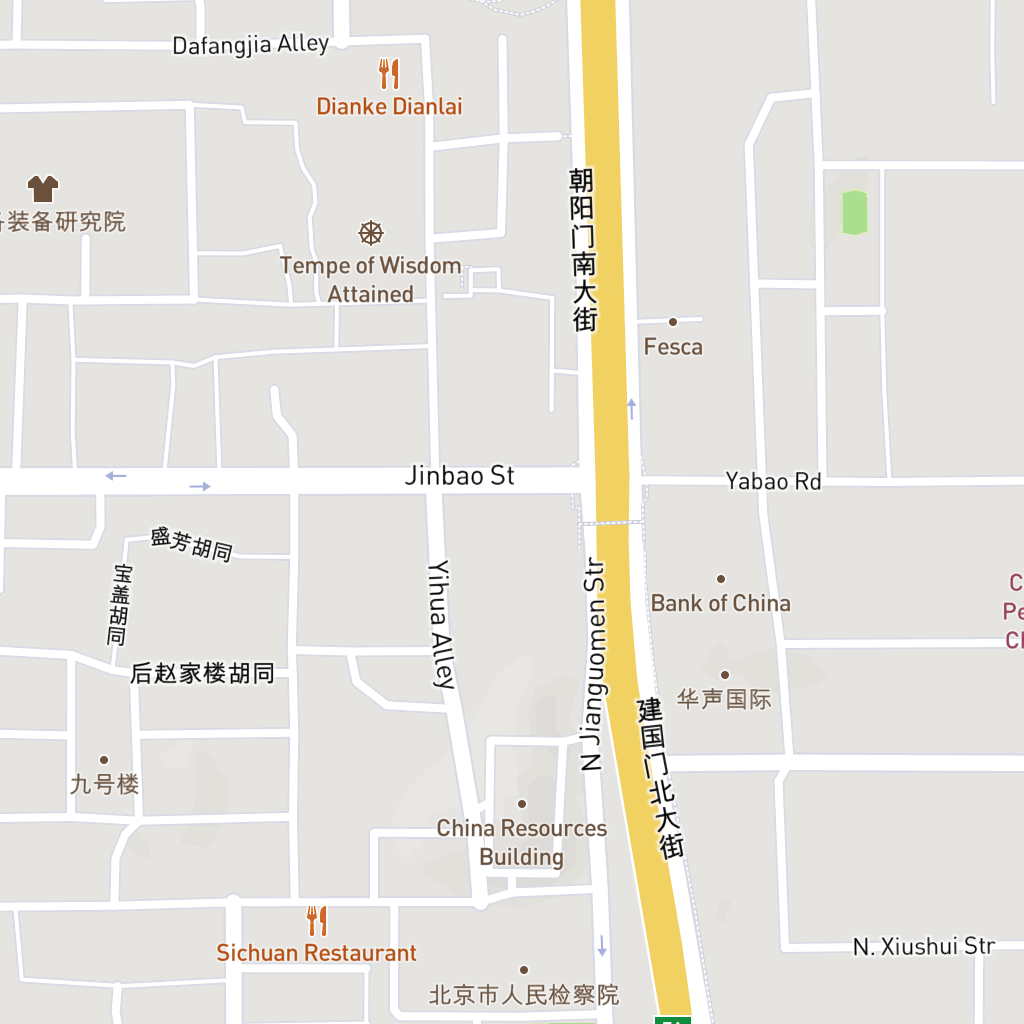 Dafangjia Alley
Dianke Dianlai
朝阳门南大街
装备研究院
Tempe of Wisdom
Attained
Fesca
Jinbao St
Yabao Rd
盛芳胡同
宝盖胡同
Yihua Alley
N Jianguomen Str
Bank of China
后赵家楼胡同
华声国际
建国门北大街
九号楼
China Resources
Building
Sichuan Restaurant
N. Xiushui Str
北京市人民检察院